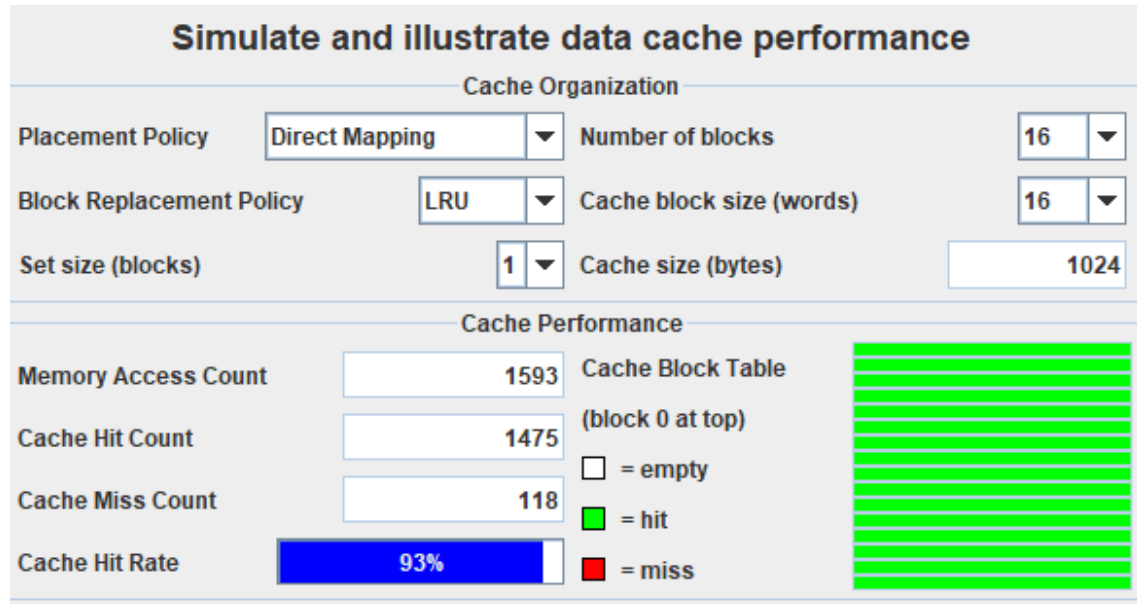 Simulate and illustrate data cache performance
Cache Organization
Placement Policy Direct Mapping Number of blocks 16
Block Replacement Policy LRU Cache block size (words) 16
Set size (blocks) 1 Cache size (bytes) 1024
Cache Performance
Memory Access Count 1593 Cache Block Table
(block 0 at top)
Cache Hit Count 1475
= empty
Cache Miss Count 118
= hit
Cache Hit Rate 93%
= miss